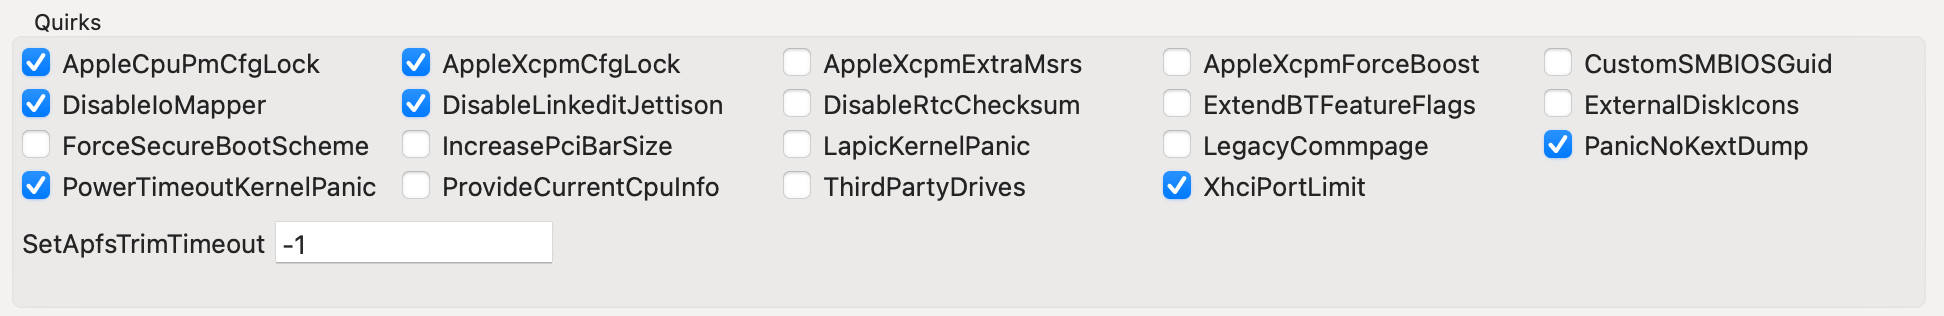 Quirks
AppleCpuPmCfgLock AppleXcpmCfgLock AppleXcpmExtraMsrs AppleXcpmForceBoost CustomSMBIOSGuid
DisableIoMapper DisableLinkeditJettison DisableRtcChecksum ExtendBTFeatureFlags ExternalDiskIcons
ForceSecureBootScheme IncreasePciBarSize LapicKernelPanic LegacyCommpage PanicNoKextDump
PowerTimeoutKernelPanic ProvideCurrentCpuInfo ThirdPartyDrives XhciPortLimit
SetApfsTrimTimeout -1